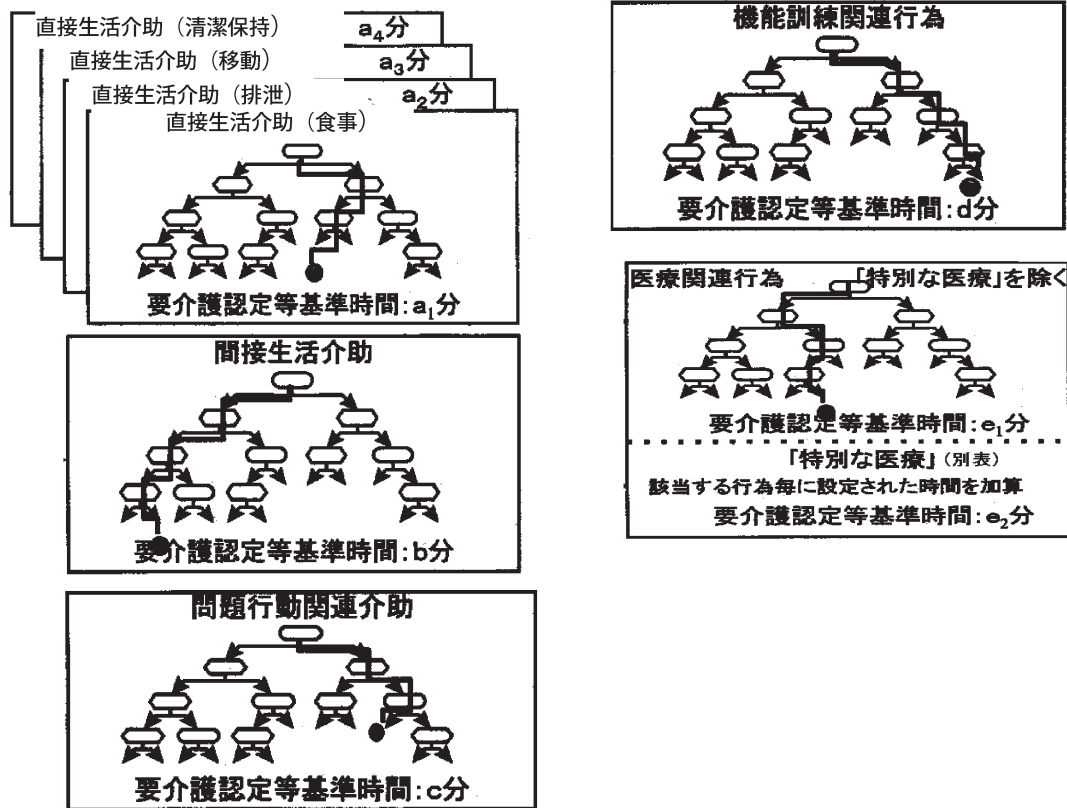 直接生活介助（清潔保持） a₄分
直接生活介助（移動） a₃分
直接生活介助（排泄） a₂分
直接生活介助（食事）
要介護認定等基準時間：a₁分
間接生活介助
要介護認定等基準時間：b分
問題行動関連介助
要介護認定等基準時間：c分
機能訓練関連行為
要介護認定等基準時間：d分
医療関連行為 「特別な医療」を除く
要介護認定等基準時間：e₁分
「特別な医療」（別表）
該当する行為毎に設定された時間を加算
要介護認定等基準時間：e₂分